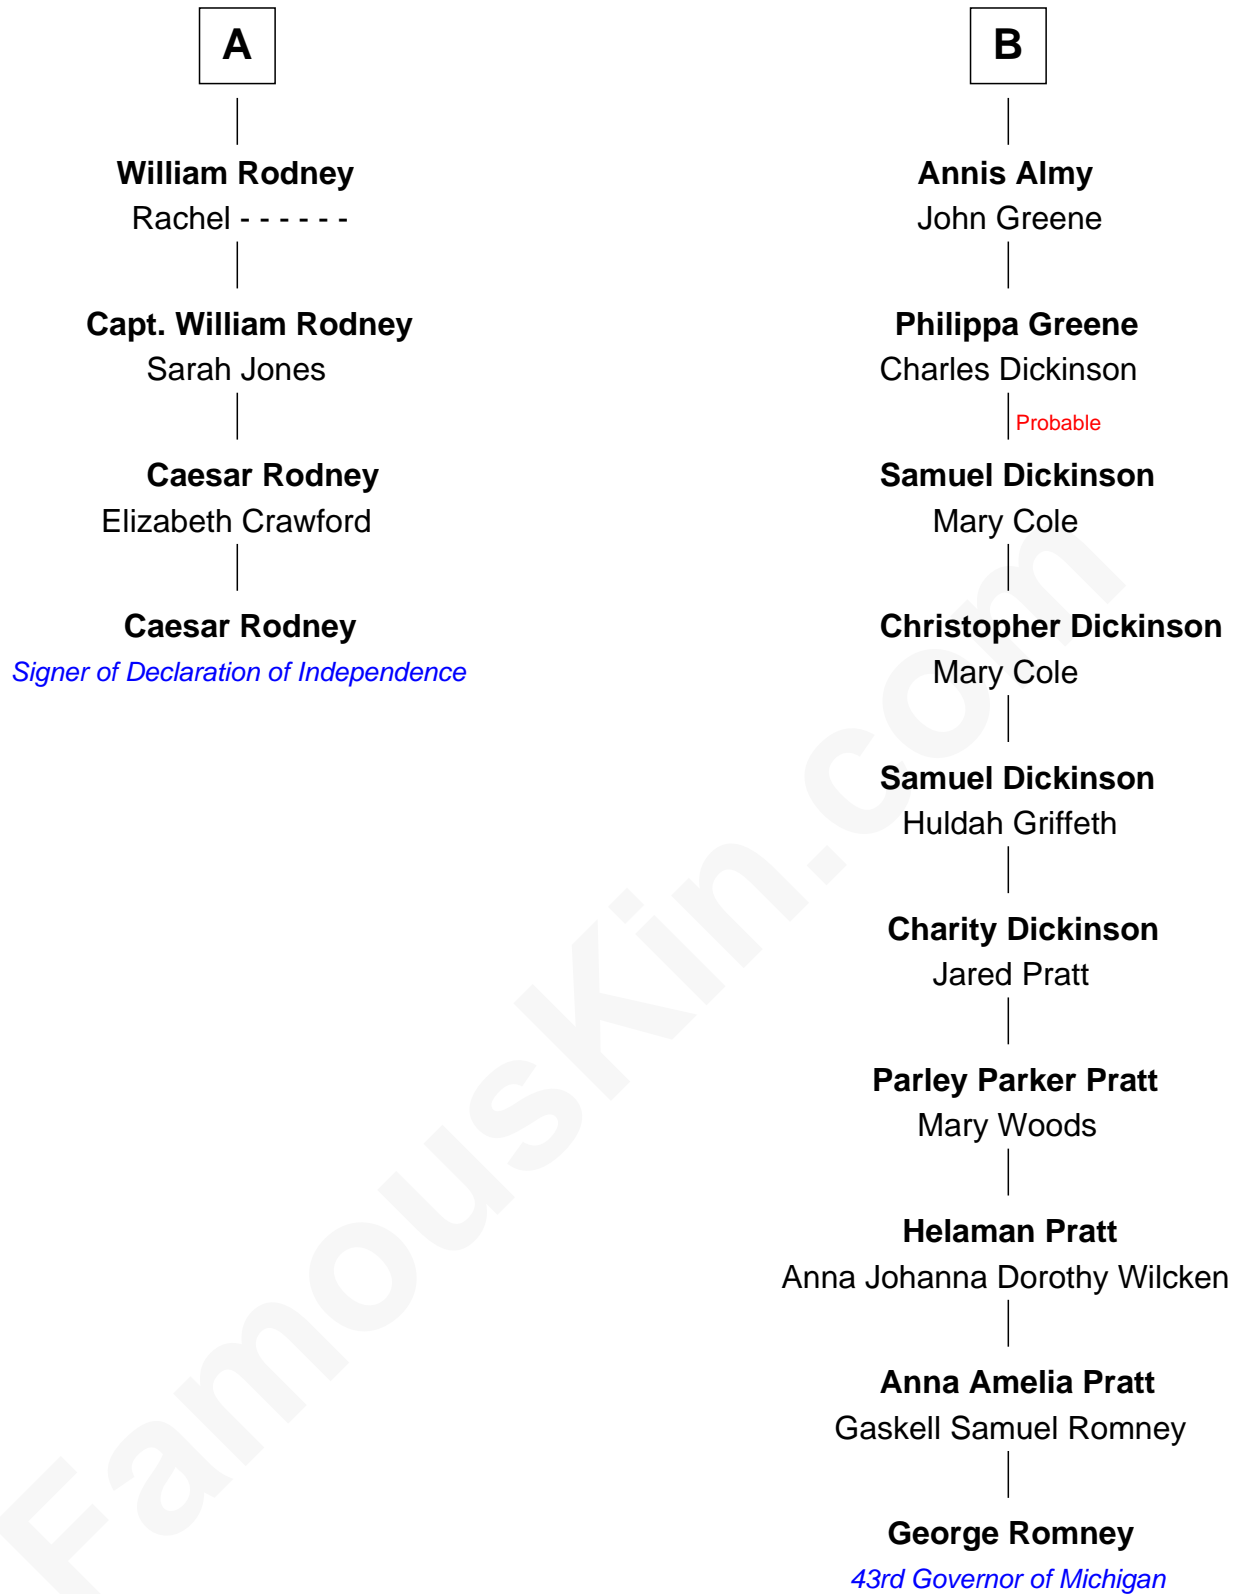 A
William Rodney
Rachel - - - - - -
Capt. William Rodney
Sarah Jones
Caesar Rodney
Elizabeth Crawford
Caesar Rodney
Signer of Declaration of Independence
B
Annis Almy
John Greene
Philippa Greene
Charles Dickinson
Probable
Samuel Dickinson
Mary Cole
Christopher Dickinson
Mary Cole
Samuel Dickinson
Huldah Griffeth
Charity Dickinson
Jared Pratt
Parley Parker Pratt
Mary Woods
Helaman Pratt
Anna Johanna Dorothy Wilcken
Anna Amelia Pratt
Gaskell Samuel Romney
George Romney
43rd Governor of Michigan
FamousKin.com